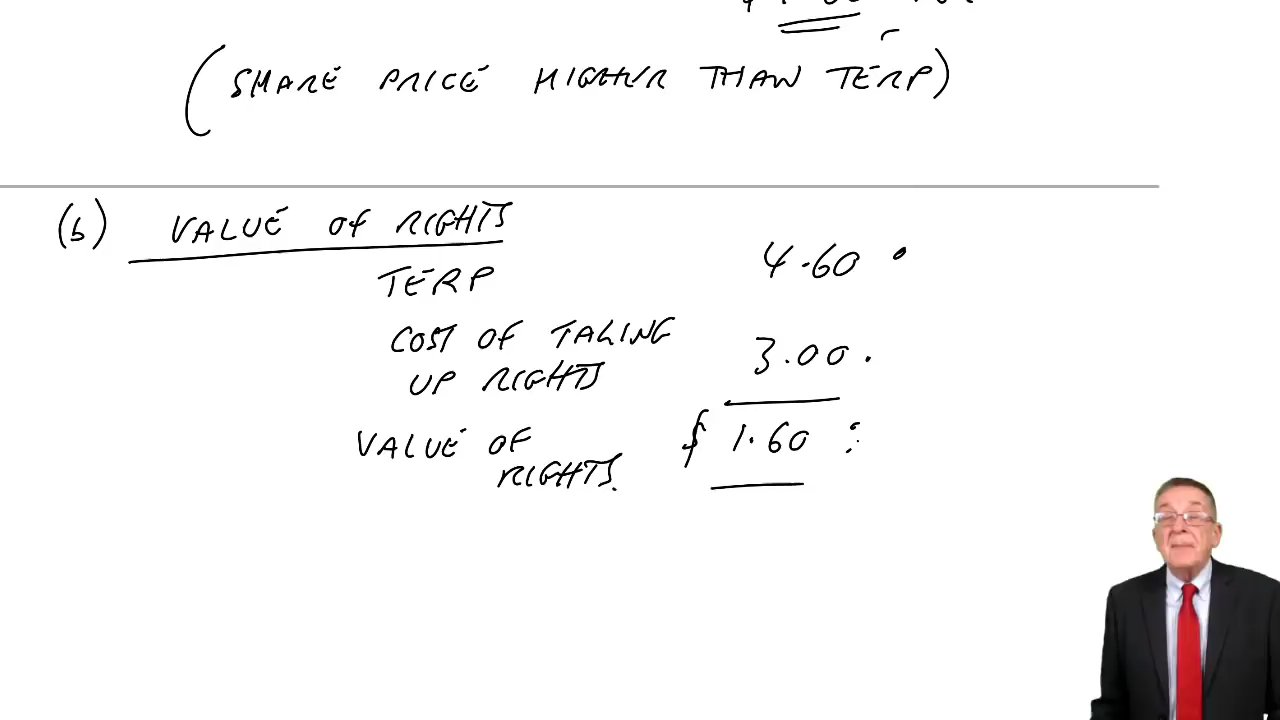 (SHARE PRICE HIGHER THAN TERP)
(b) VALUE OF RIGHTS
TERP 4.60
COST OF TAKING
UP RIGHTS 3.00
VALUE OF
RIGHTS. $ 1.60